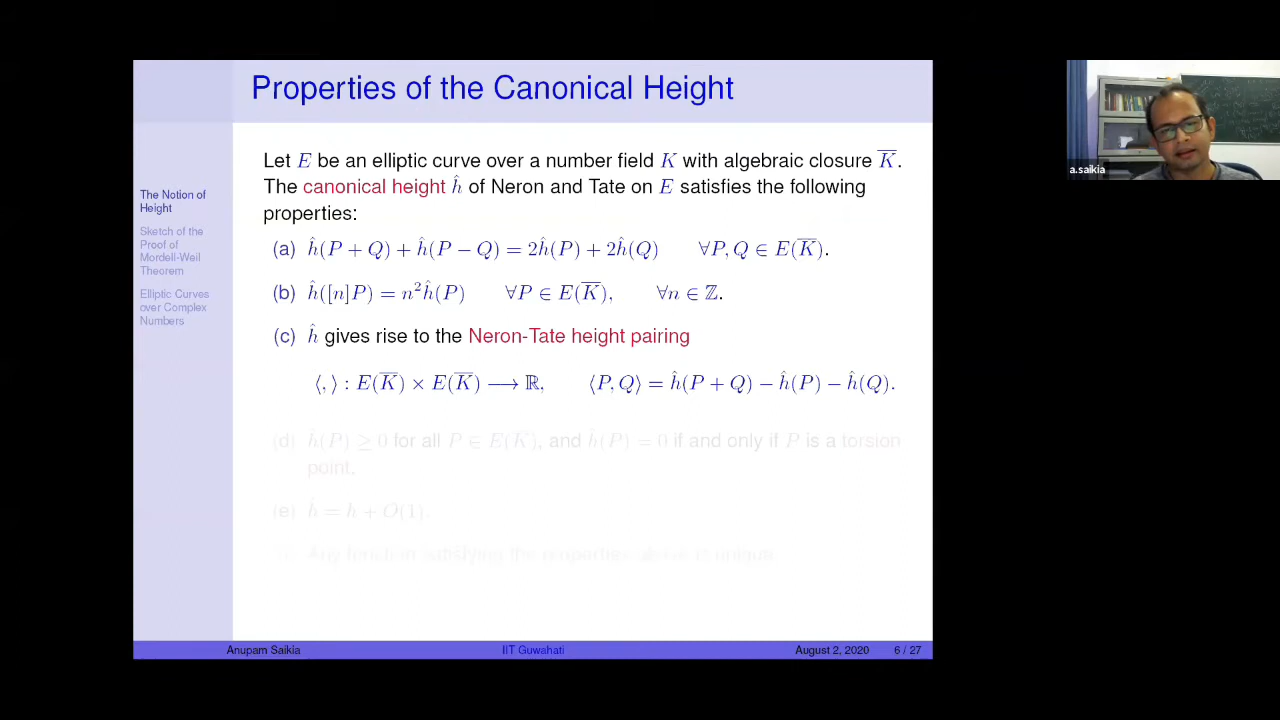 Properties of the Canonical Height
The Notion of
Height
Sketch of the
Proof of
Mordell-Weil
Theorem
Elliptic Curves
over Complex
Numbers
Let E be an elliptic curve over a number field K with algebraic closure K̅.
The canonical height ĥ of Neron and Tate on E satisfies the following
properties:
(a) ĥ(P + Q) + ĥ(P − Q) = 2ĥ(P) + 2ĥ(Q) ∀P, Q ∈ E(K̅).
(b) ĥ([n]P) = n²ĥ(P) ∀P ∈ E(K̅), ∀n ∈ ℤ.
(c) ĥ gives rise to the Neron-Tate height pairing
⟨, ⟩ : E(K̅) × E(K̅) ⟶ ℝ, ⟨P, Q⟩ = ĥ(P + Q) − ĥ(P) − ĥ(Q).
(d) ĥ(P) ≥ 0 for all P ∈ E(K̅), and ĥ(P) = 0 if and only if P is a torsion
point.
(e) ĥ = h + O(1).
Any function satisfying the properties above is unique
Anupam Saikia IIT Guwahati August 2, 2020 6 / 27
a.saikia